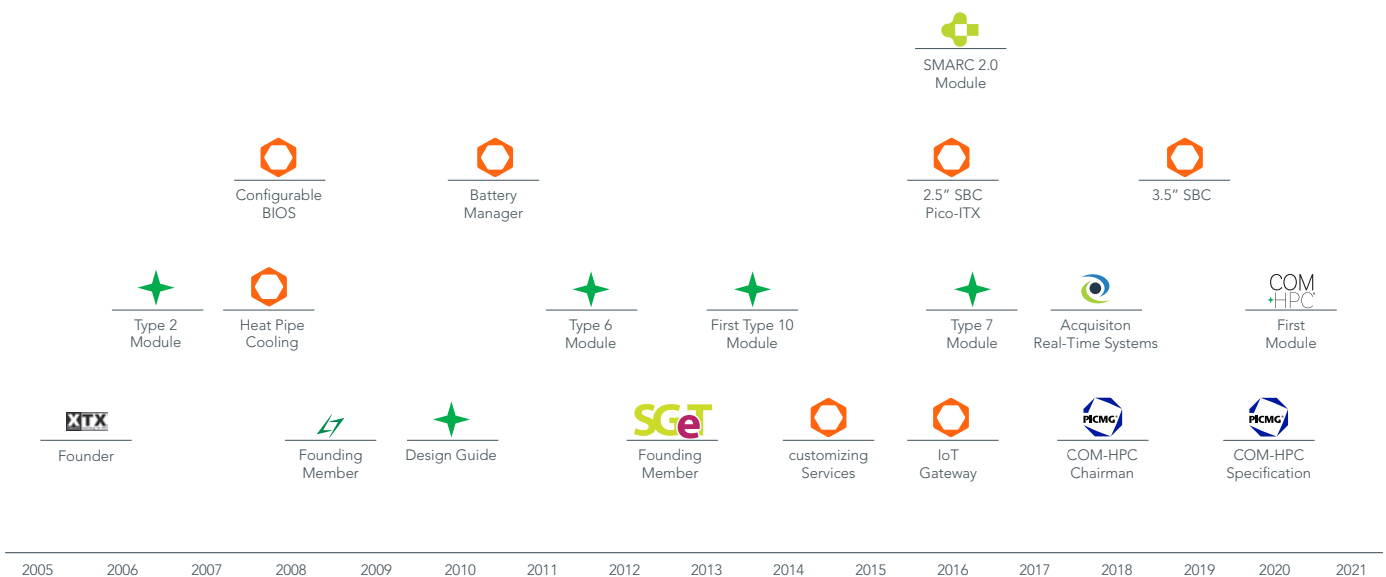 SMARC 2.0
Module
Configurable
BIOS
Battery
Manager
2.5” SBC
Pico-ITX
3.5” SBC
COM
HPC
Type 2
Module
Heat Pipe
Cooling
Type 6
Module
First Type 10
Module
Type 7
Module
Acquisiton
Real-Time Systems
First
Module
XTX
SGeT
PICMG
PICMG
Founder
Founding
Member
Design Guide
Founding
Member
customizing
Services
IoT
Gateway
COM-HPC
Chairman
COM-HPC
Specification
2005 2006 2007 2008 2009 2010 2011 2012 2013 2014 2015 2016 2017 2018 2019 2020 2021